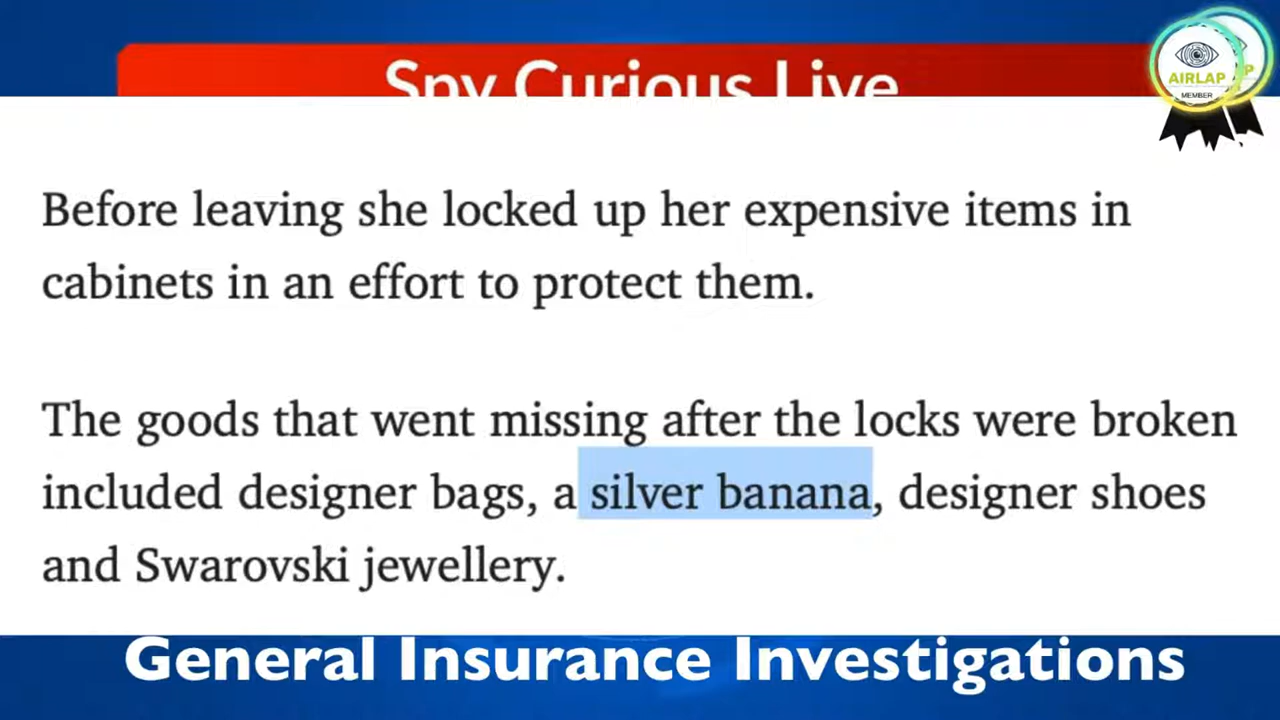 Spy Curious Live
AIRLAP
MEMBER
Before leaving she locked up her expensive items in
cabinets in an effort to protect them.
The goods that went missing after the locks were broken
included designer bags, a silver banana, designer shoes
and Swarovski jewellery.
General Insurance Investigations